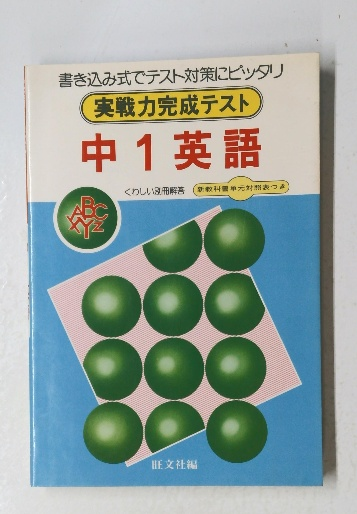 書き込み式でテスト対策にピッタリ
実戦力完成テスト
中1英語
くわしい別冊解答 新教科書単元対照表つき
ABC
XYZ
旺文社編